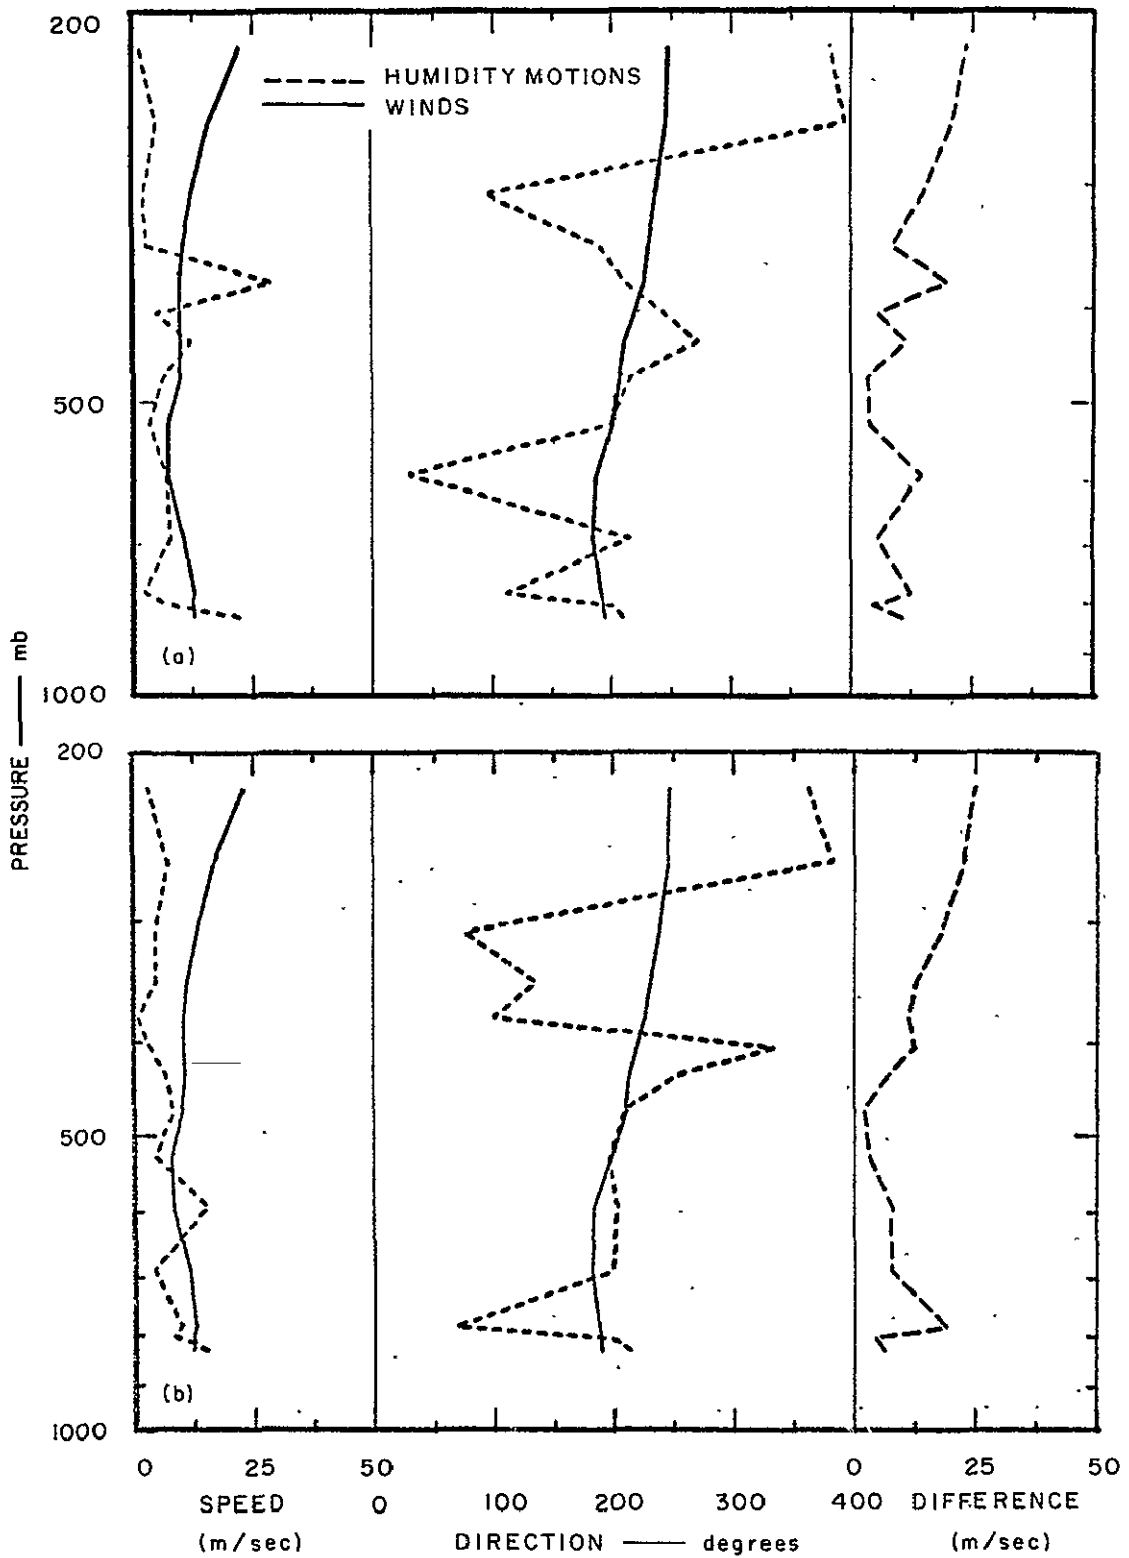 200
HUMIDITY MOTIONS
WINDS
500
(a)
1000
PRESSURE — mb
200
500
(b)
1000
0 25 50 0 25 50
SPEED 0 100 200 300 400 DIFFERENCE
(m/sec) DIRECTION — degrees (m/sec)